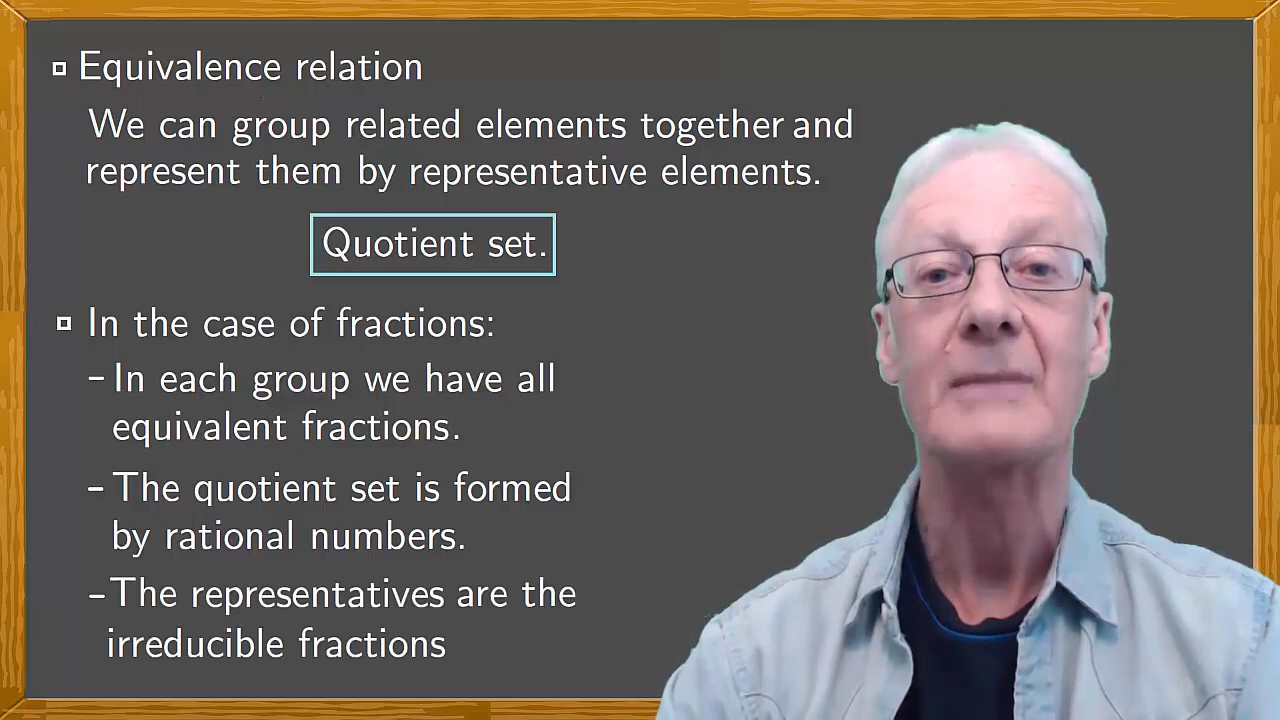 Equivalence relation
We can group related elements together and
represent them by representative elements.
Quotient set.
In the case of fractions:
– In each group we have all
equivalent fractions.
– The quotient set is formed
by rational numbers.
– The representatives are the
irreducible fractions